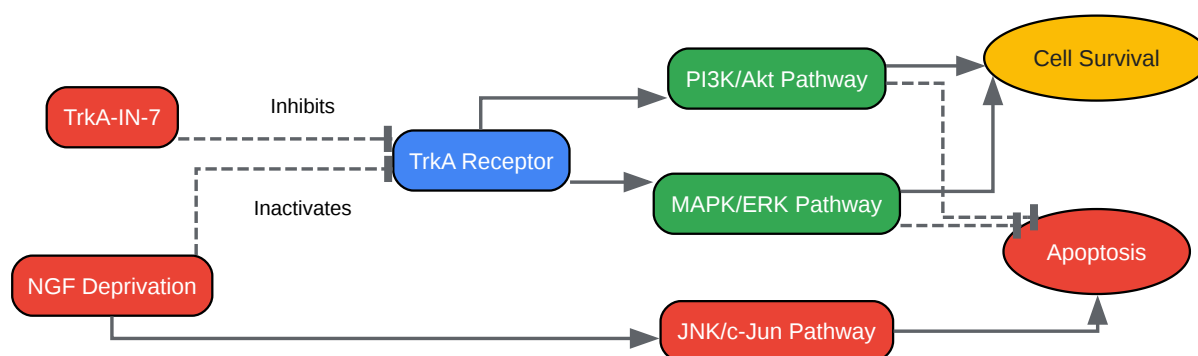 PI3K/Akt Pathway
Cell Survival
TrkA-IN-7
Inhibits
TrkA Receptor
Inactivates
MAPK/ERK Pathway
Apoptosis
NGF Deprivation
JNK/c-Jun Pathway